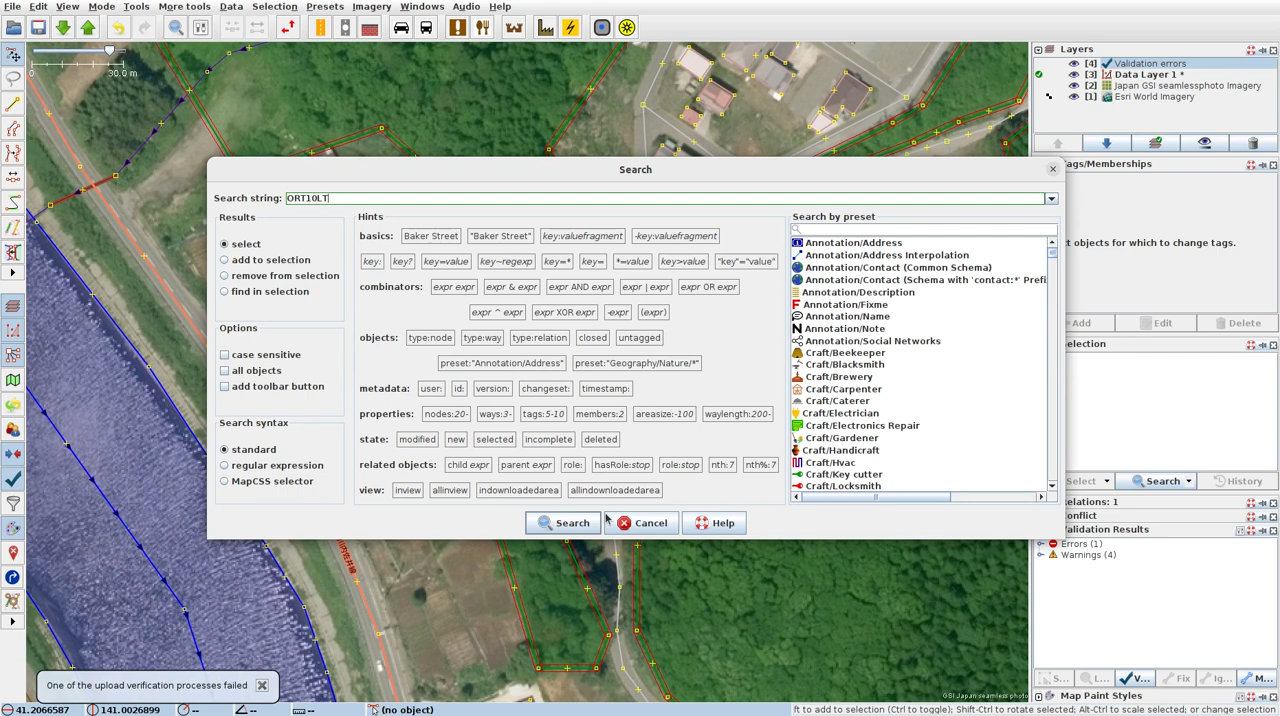 File Edit View Mode Tools More tools Data Selection Presets Imagery Windows Audio Help
0 30.0 m
Layers
[4] Validation errors
[3] Data Layer 1 *
[2] Japan GSI seamlessphoto Imagery
[1] Esri World Imagery
Tags/Memberships
ct objects for which to change tags.
Add Edit Delete
Selection
Select Search History
Relations: 1
Conflict
Validation Results
Errors (1)
Warnings (4)
S... L... V... Fix Ig... M...
Map Paint Styles
Search
Search string: ORT10LT
Results
select
add to selection
remove from selection
find in selection
Options
case sensitive
all objects
add toolbar button
Search syntax
standard
regular expression
MapCSS selector
Hints
basics: Baker Street "Baker Street" key:valuefragment -key:valuefragment
key: key? key=value key~regexp key=* key= *=value key>value "key"="value"
combinators: expr expr expr & expr expr AND expr expr | expr expr OR expr
expr ^ expr expr XOR expr -expr (expr)
objects: type:node type:way type:relation closed untagged
preset:"Annotation/Address" preset:"Geography/Nature/*"
metadata: user: id: version: changeset: timestamp:
properties: nodes:20- ways:3- tags:5-10 members:2 areasize:-100 waylength:200-
state: modified new selected incomplete deleted
related objects: child expr parent expr role: hasRole:stop role:stop nth:7 nth%:7
view: inview allinview indownloadedarea allindownloadedarea
Search by preset
Annotation/Address
Annotation/Address Interpolation
Annotation/Contact (Common Schema)
Annotation/Contact (Schema with 'contact:*' Prefi
Annotation/Description
Annotation/Fixme
Annotation/Name
Annotation/Note
Annotation/Social Networks
Craft/Beekeeper
Craft/Blacksmith
Craft/Brewery
Craft/Carpenter
Craft/Caterer
Craft/Electrician
Craft/Electronics Repair
Craft/Gardener
Craft/Handicraft
Craft/Hvac
Craft/Key cutter
Craft/Locksmith
Search Cancel Help
One of the upload verification processes failed
GSI Japan seamless photo
41.2066587 141.0026899 -- -- -- (no object) ft to add to selection (Ctrl to toggle); Shift-Ctrl to rotate selected; Alt-Ctrl to scale selected; or change selection